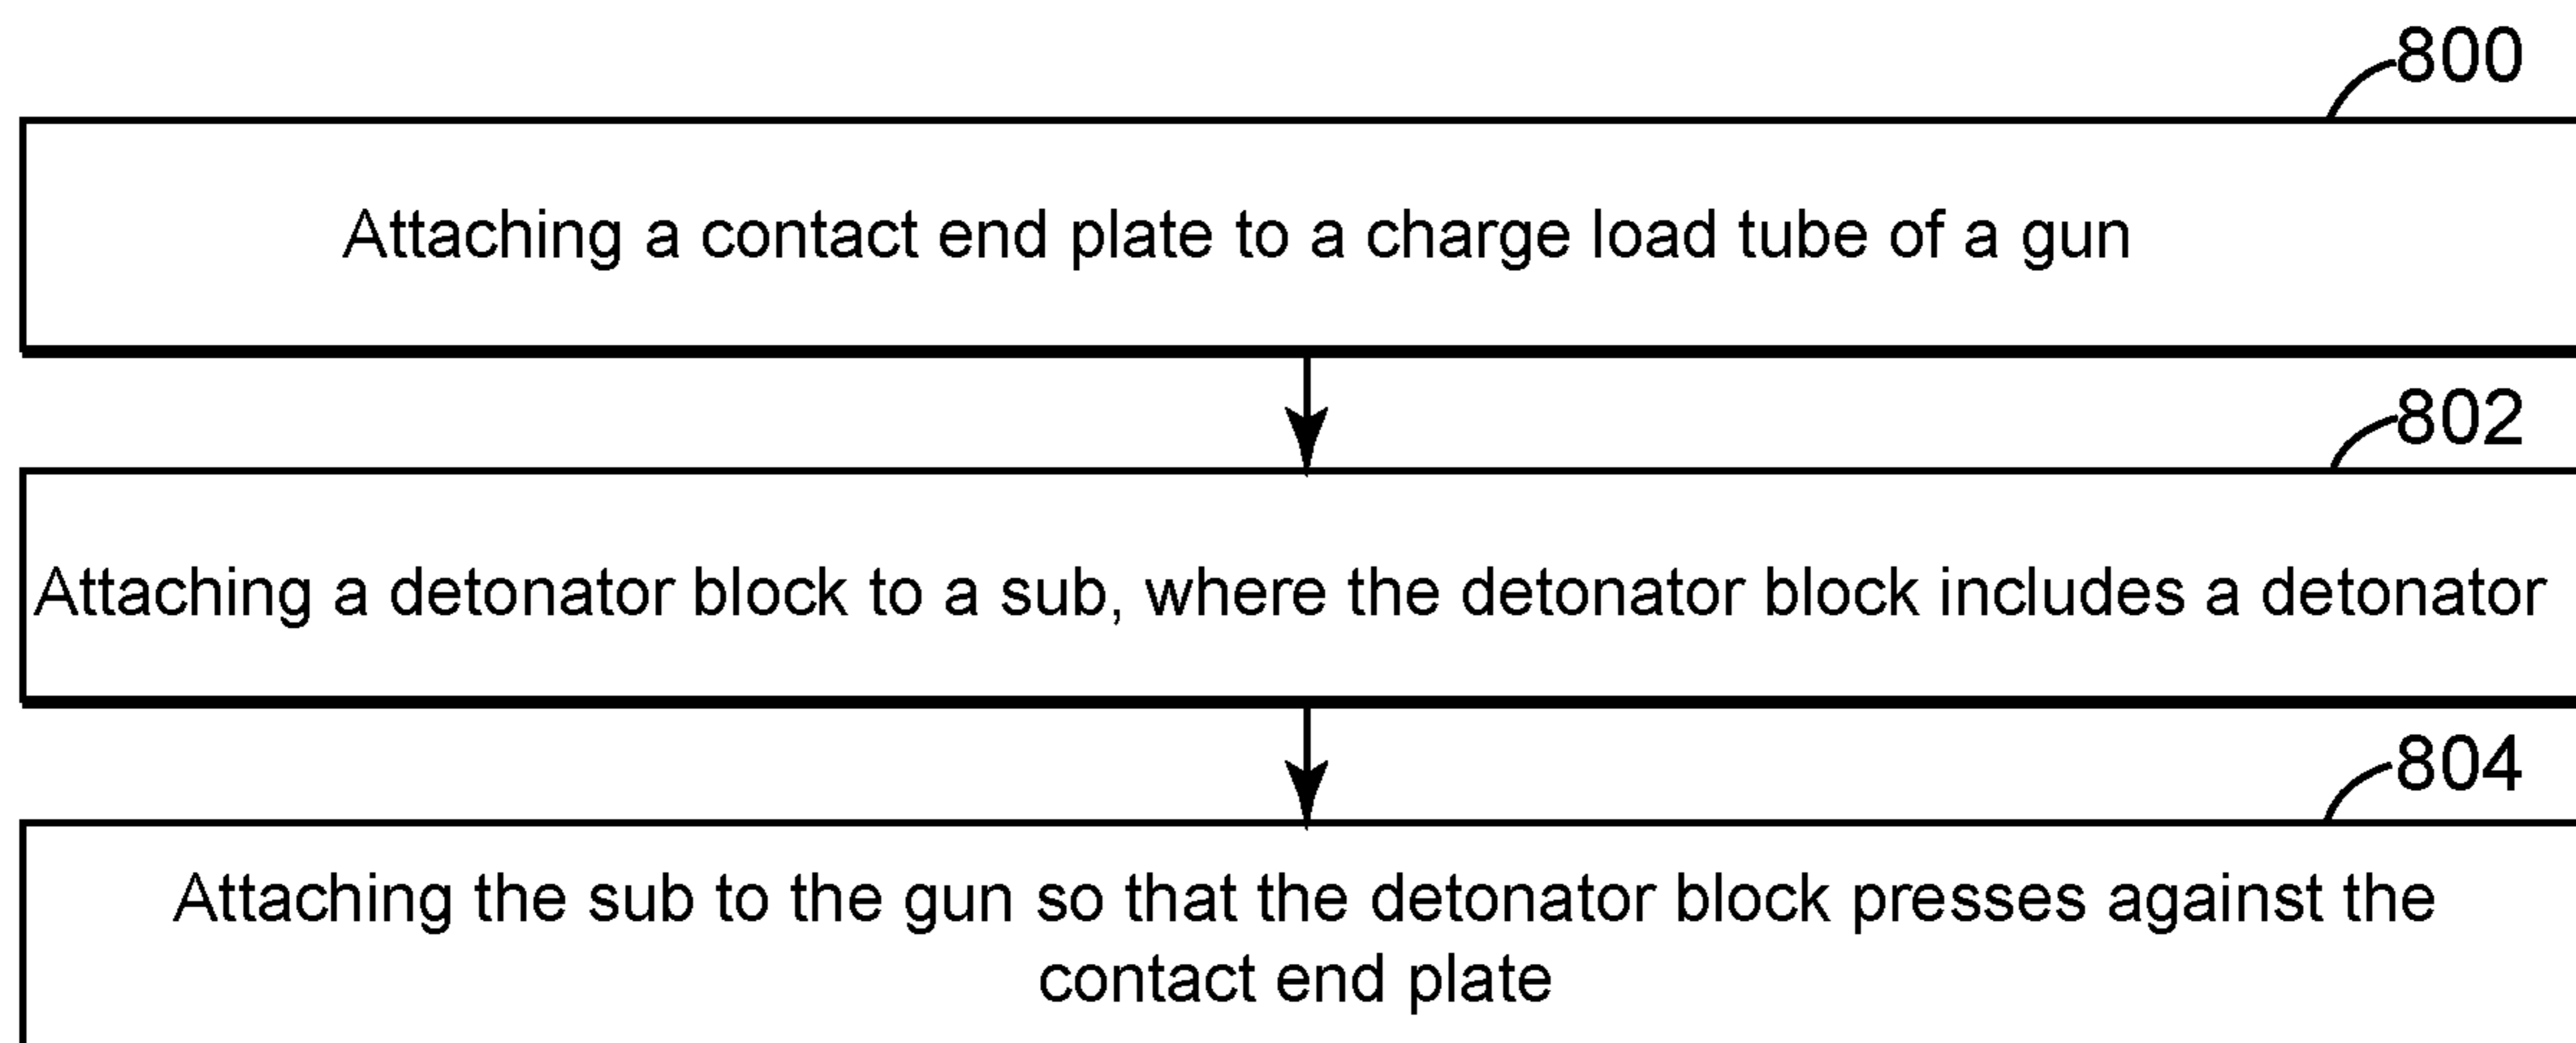 800
Attaching a contact end plate to a charge load tube of a gun
802
Attaching a detonator block to a sub, where the detonator block includes a detonator
804
Attaching the sub to the gun so that the detonator block presses against the
contact end plate